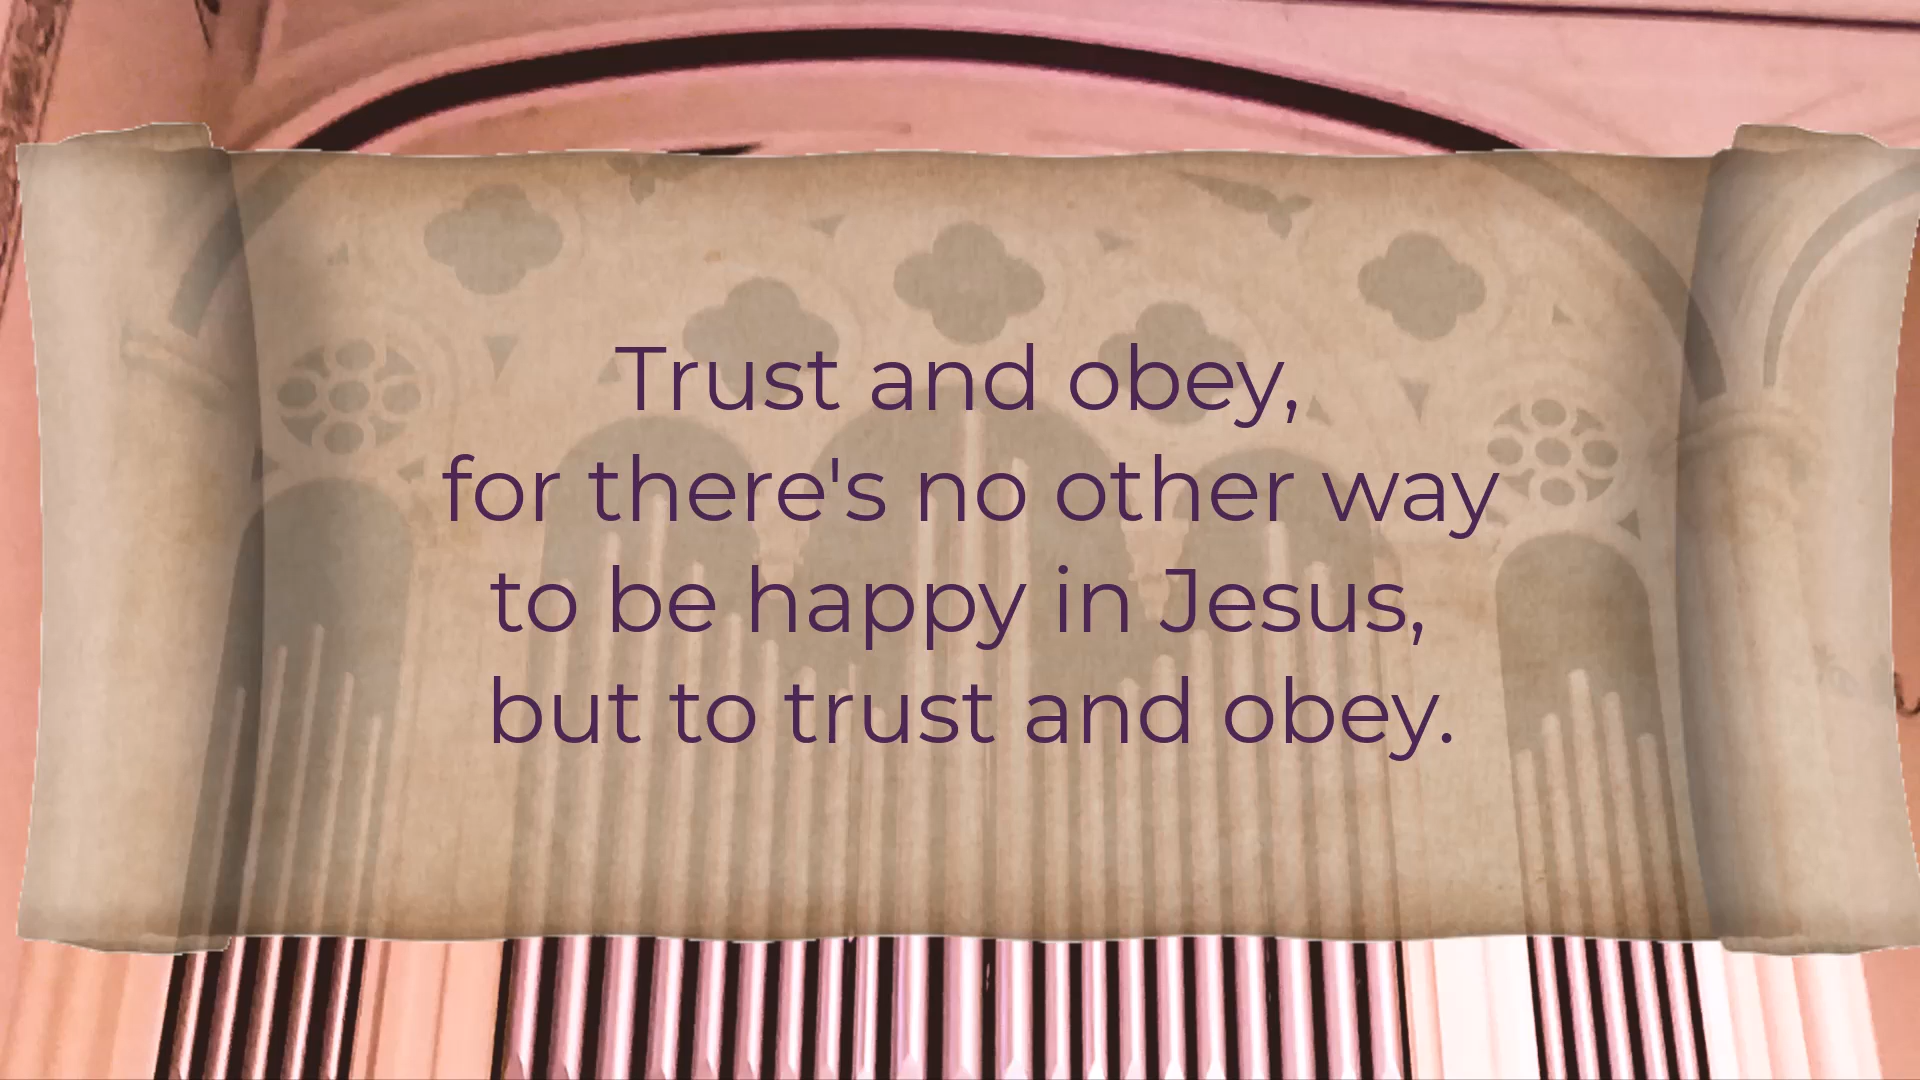 Trust and obey,
for there's no other way
to be happy in Jesus,
but to trust and obey.